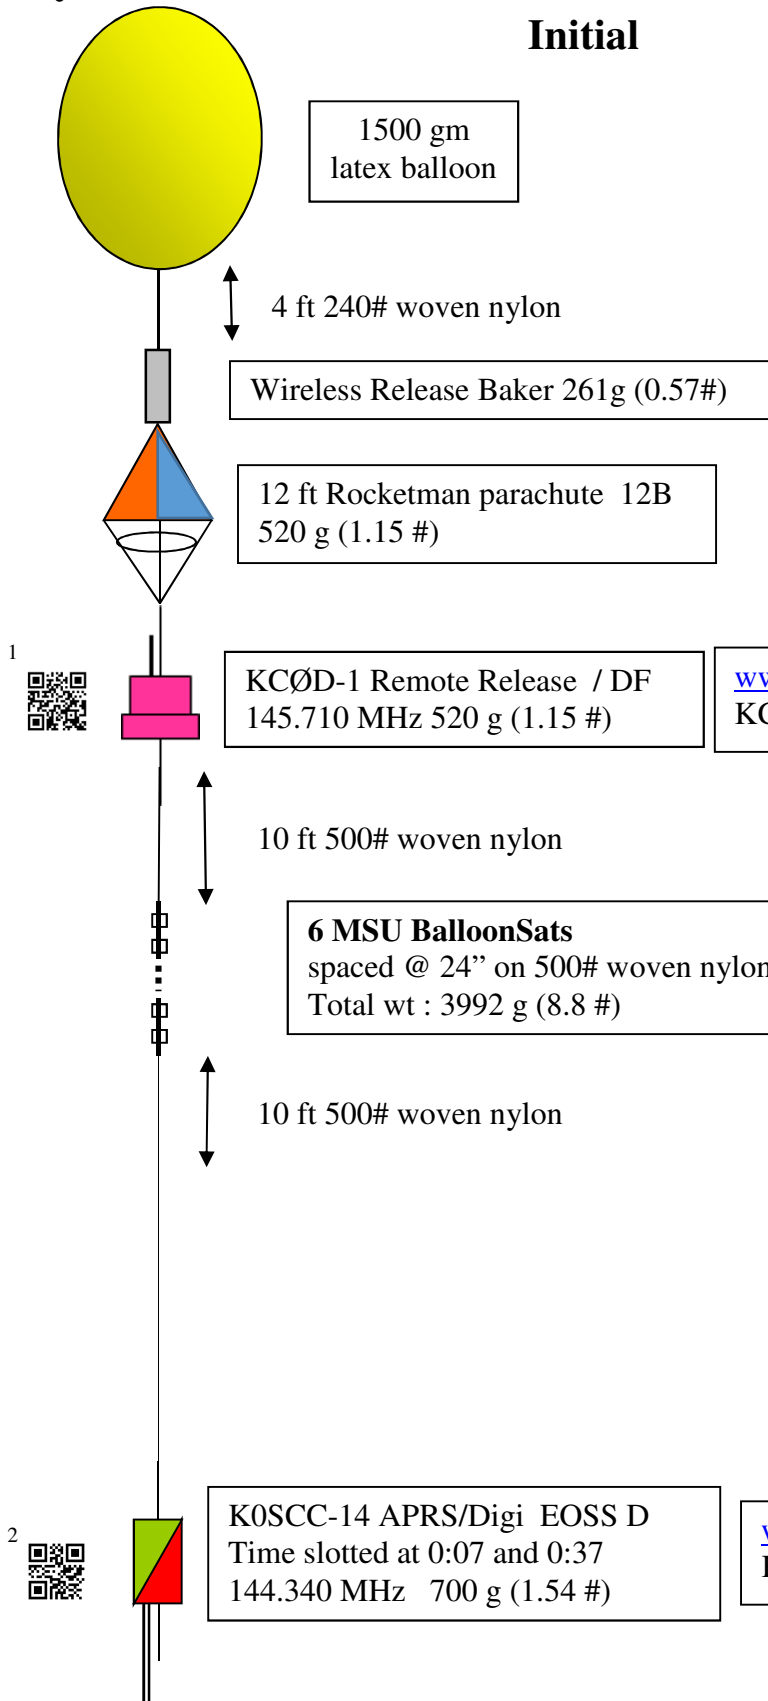 Initial
1500 gm
latex balloon
4 ft 240# woven nylon
Wireless Release Baker 261g (0.57#)
12 ft Rocketman parachute 12B
520 g (1.15 #)
1
KCØD-1 Remote Release / DF
145.710 MHz 520 g (1.15 #)
10 ft 500# woven nylon
6 MSU BalloonSats
spaced @ 24” on 500# woven nylon
Total wt : 3992 g (8.8 #)
10 ft 500# woven nylon
2
K0SCC-14 APRS/Digi EOSS D
Time slotted at 0:07 and 0:37
144.340 MHz 700 g (1.54 #)